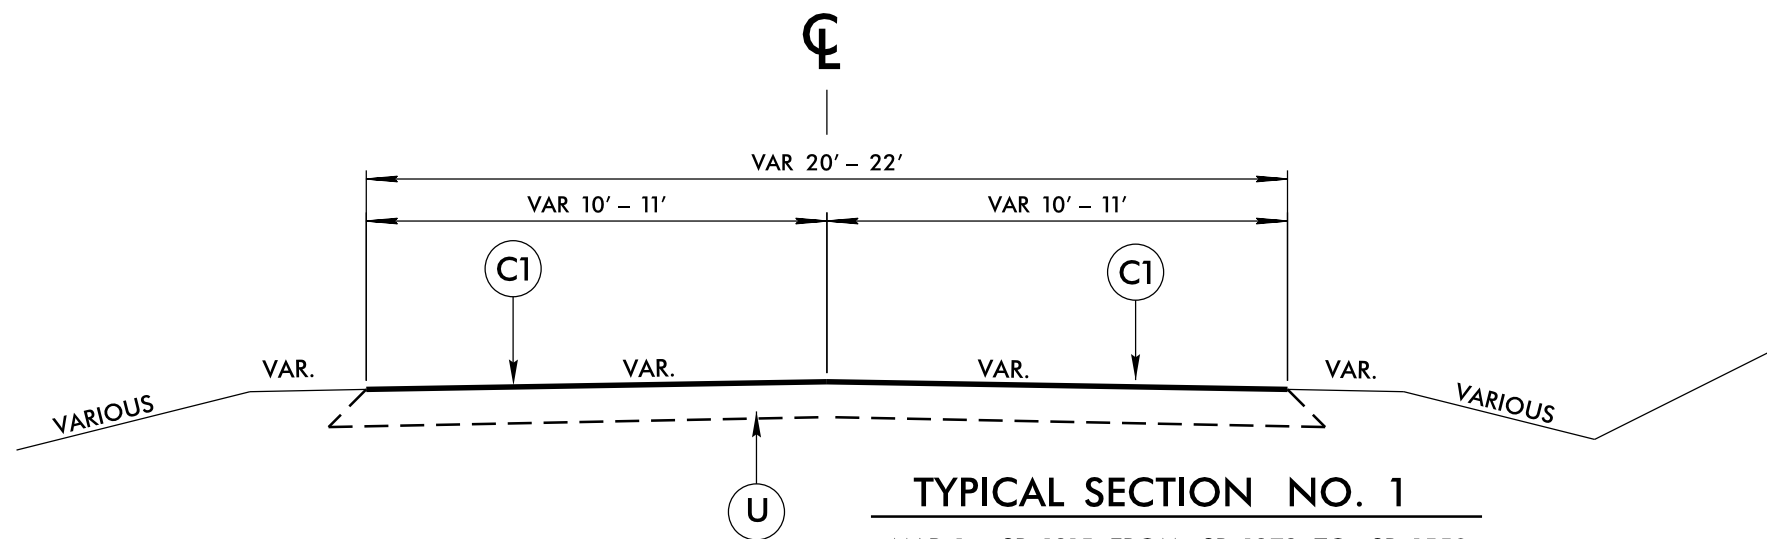 ℄
VAR 20' – 22'
VAR 10' – 11'
VAR 10' – 11'
C1
C1
VAR.
VAR.
VAR.
VAR.
VARIOUS
VARIOUS
U
TYPICAL SECTION NO. 1